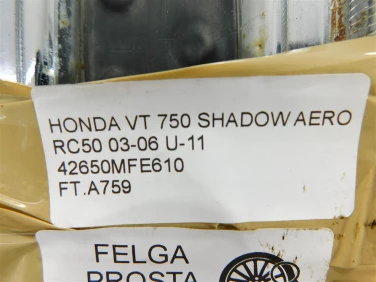 HONDA VT 750 SHADOW AERO
RC50 03-06 U-11
42650MFE610
FT.A759
FELGA
PROSTA